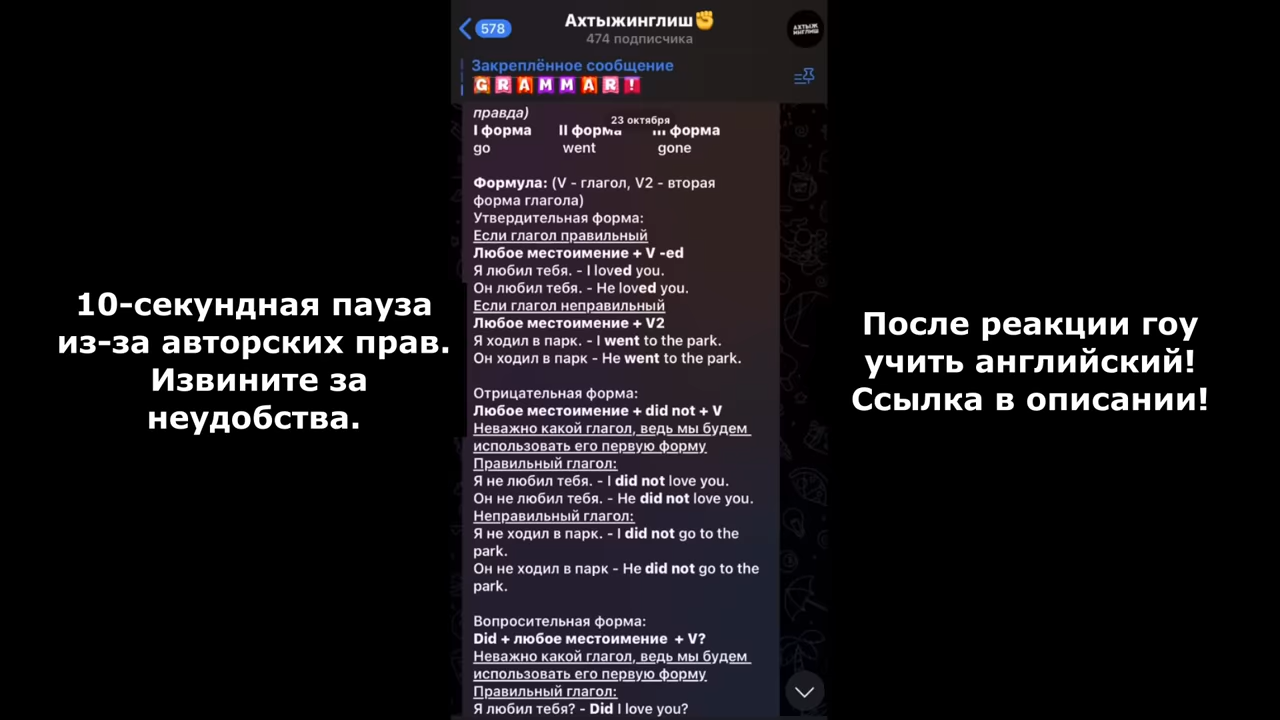 10-секундная пауза
из-за авторских прав.
Извините за
неудобства.
578
Ахтыжинглиш✊
474 подписчика
АХТЫЖ
ИНГЛИШ
Закреплённое сообщение
GRAMMAR!
правда)
23 октября
I форма II форма III форма
go went gone
Формула: (V - глагол, V2 - вторая
форма глагола)
Утвердительная форма:
Если глагол правильный
Любое местоимение + V -ed
Я любил тебя. - I loved you.
Он любил тебя. - He loved you.
Если глагол неправильный
Любое местоимение + V2
Я ходил в парк. - I went to the park.
Он ходил в парк - He went to the park.
Отрицательная форма:
Любое местоимение + did not + V
Неважно какой глагол, ведь мы будем
использовать его первую форму
Правильный глагол:
Я не любил тебя. - I did not love you.
Он не любил тебя. - He did not love you.
Неправильный глагол:
Я не ходил в парк. - I did not go to the
park.
Он не ходил в парк - He did not go to the
park.
Вопросительная форма:
Did + любое местоимение + V?
Неважно какой глагол, ведь мы будем
использовать его первую форму
Правильный глагол:
Я любил тебя? - Did I love you?
После реакции гоу
учить английский!
Ссылка в описании!